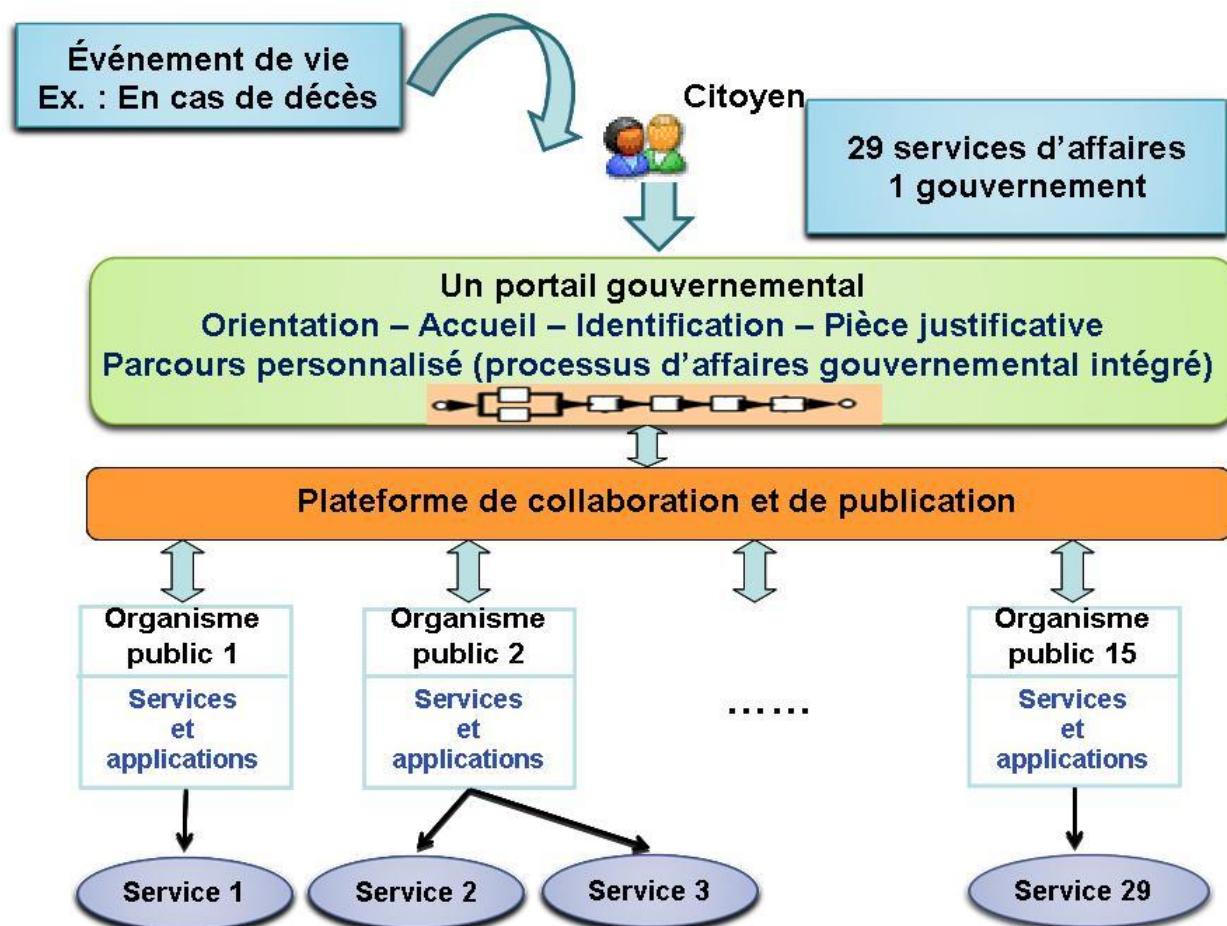 Événement de vie
Ex. : En cas de décès
Citoyen
29 services d’affaires
1 gouvernement
Un portail gouvernemental
Orientation – Accueil – Identification – Pièce justificative
Parcours personnalisé (processus d’affaires gouvernemental intégré)
Plateforme de collaboration et de publication
Organisme
public 1
Services
et
applications
Organisme
public 2
Services
et
applications
……
Organisme
public 15
Services
et
applications
Service 1
Service 2
Service 3
Service 29